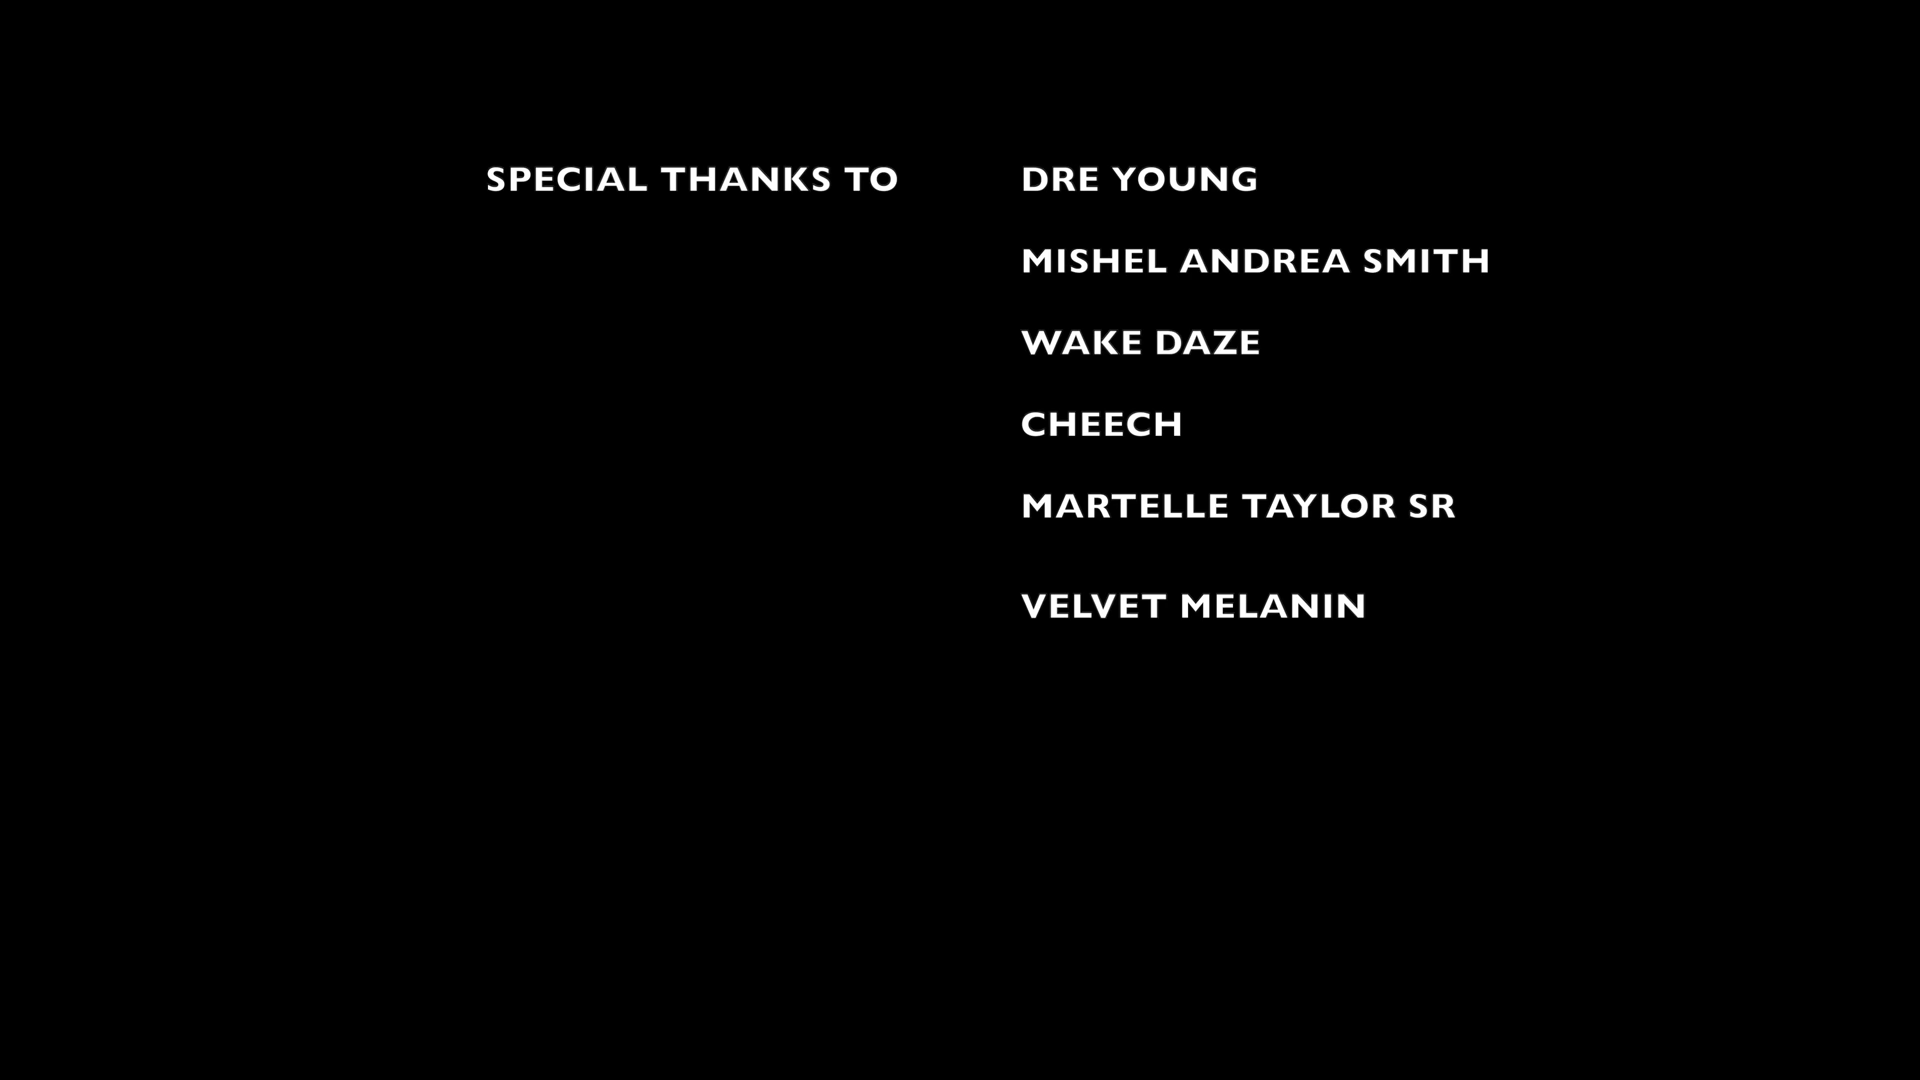 SPECIAL THANKS TO DRE YOUNG
MISHEL ANDREA SMITH
WAKE DAZE
CHEECH
MARTELLE TAYLOR SR
VELVET MELANIN